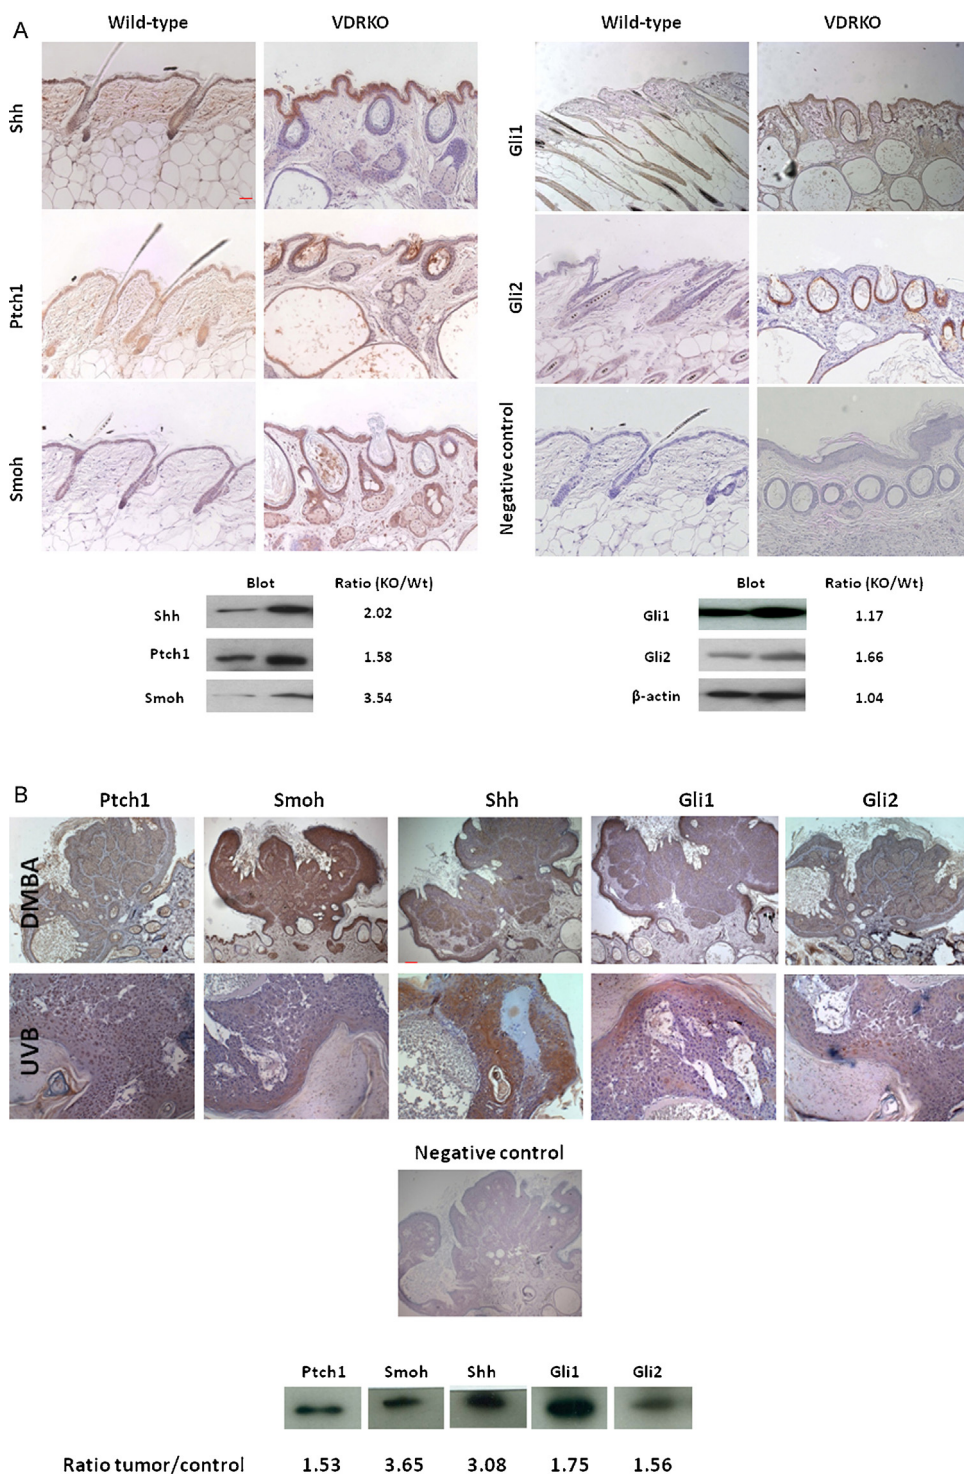 A
Wild-type VDRKO Wild-type VDRKO
Shh
Gli1
Ptch1
Gli2
Smoh
Negative control
Blot Ratio (KO/Wt)
Shh 2.02
Ptch1 1.58
Smoh 3.54
Blot Ratio (KO/Wt)
Gli1 1.17
Gli2 1.66
β-actin 1.04
B
Ptch1 Smoh Shh Gli1 Gli2
DMBA
UVB
Negative control
Ptch1 Smoh Shh Gli1 Gli2
Ratio tumor/control 1.53 3.65 3.08 1.75 1.56